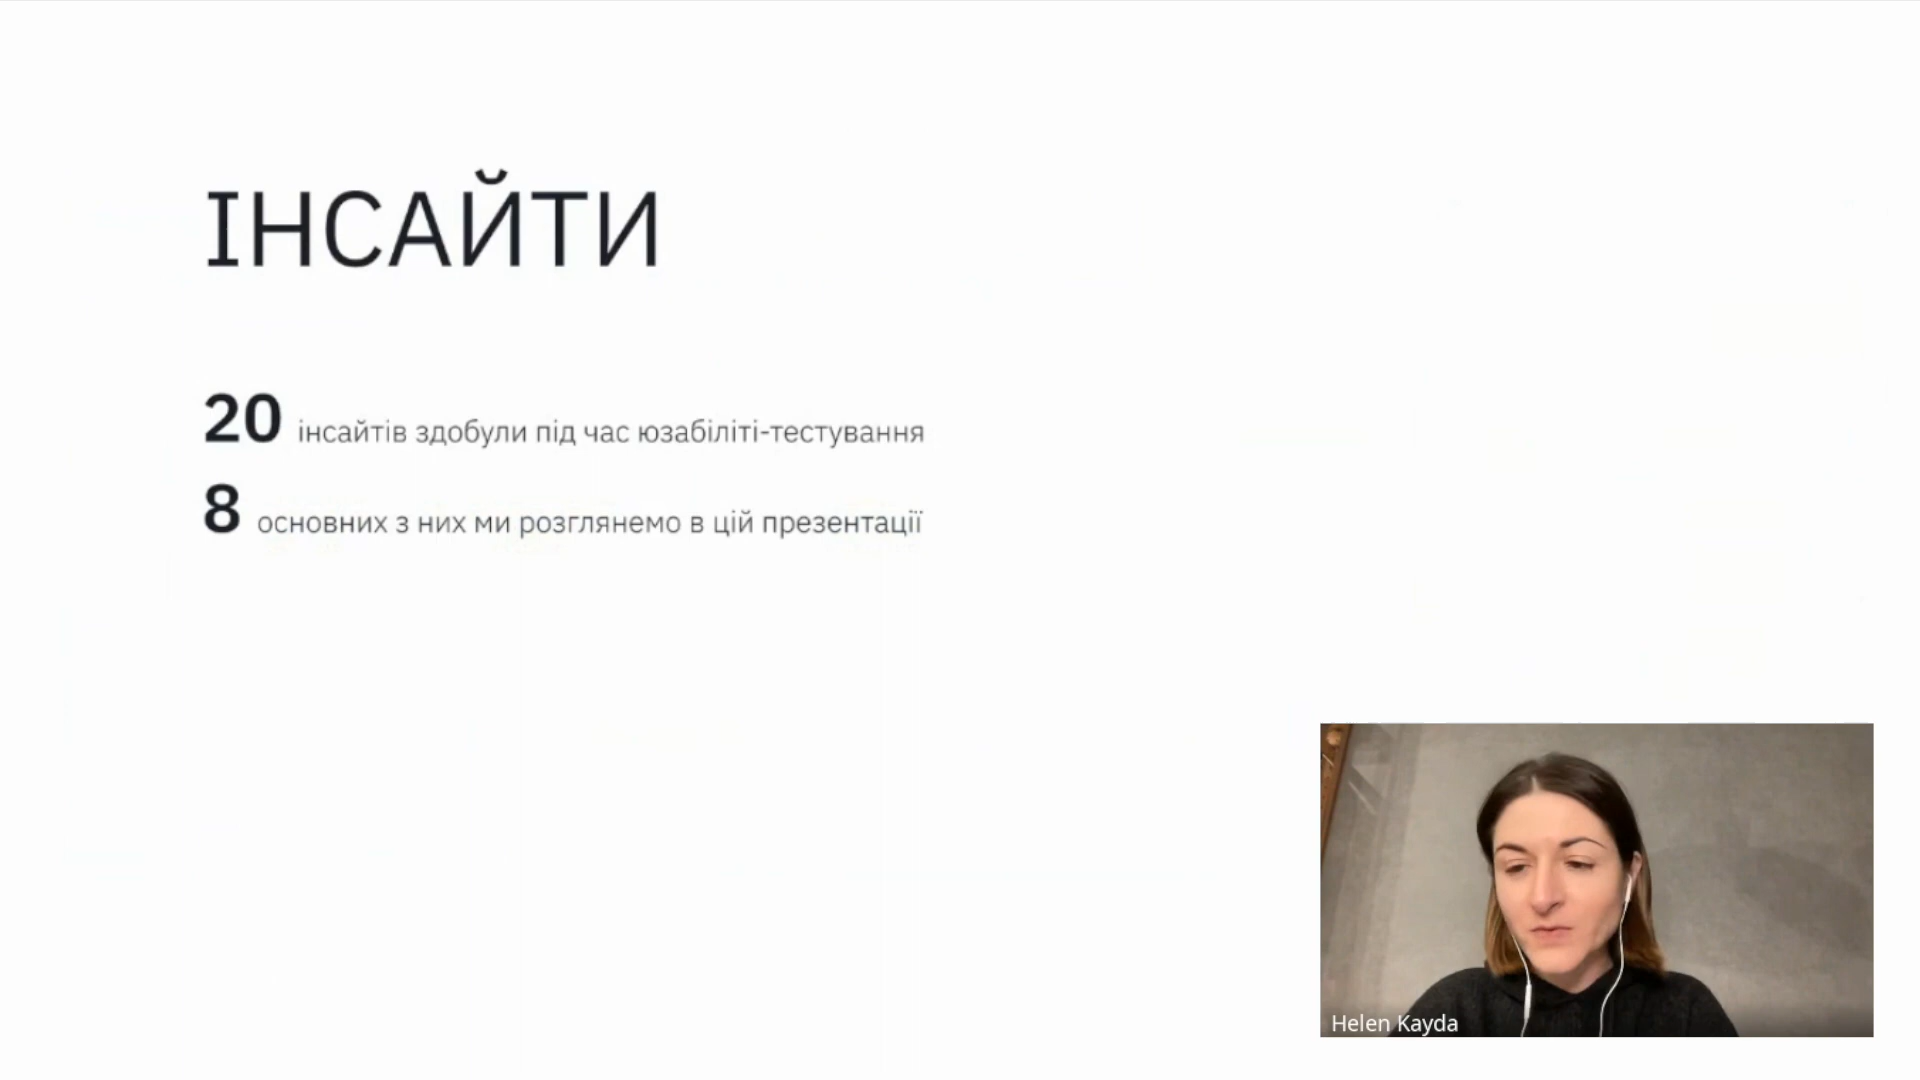 ІНСАЙТИ
20 інсайтів здобули під час юзабіліті-тестування
8 основних з них ми розглянемо в цій презентації
Helen Kayda